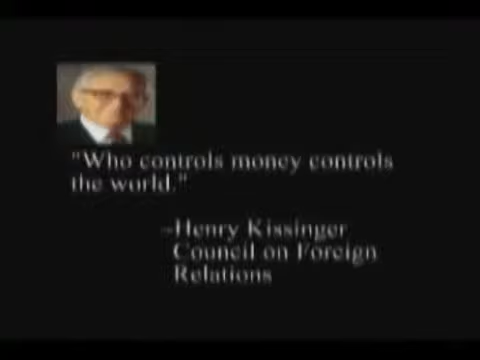 "Who controls money controls
the world."
–Henry Kissinger
Council on Foreign
Relations